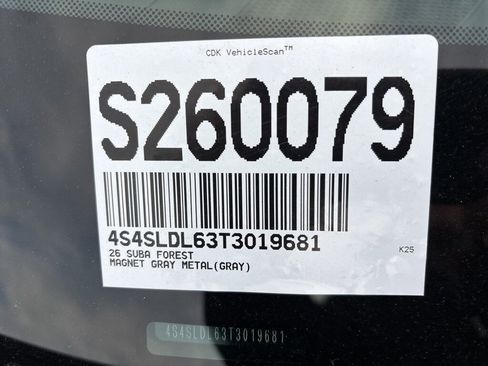 CDK VehicleScan™
S260079
4S4SLDL63T3019681
26 SUBA FOREST
MAGNET GRAY METAL(GRAY)
K25
4S4SLDL63T3019681